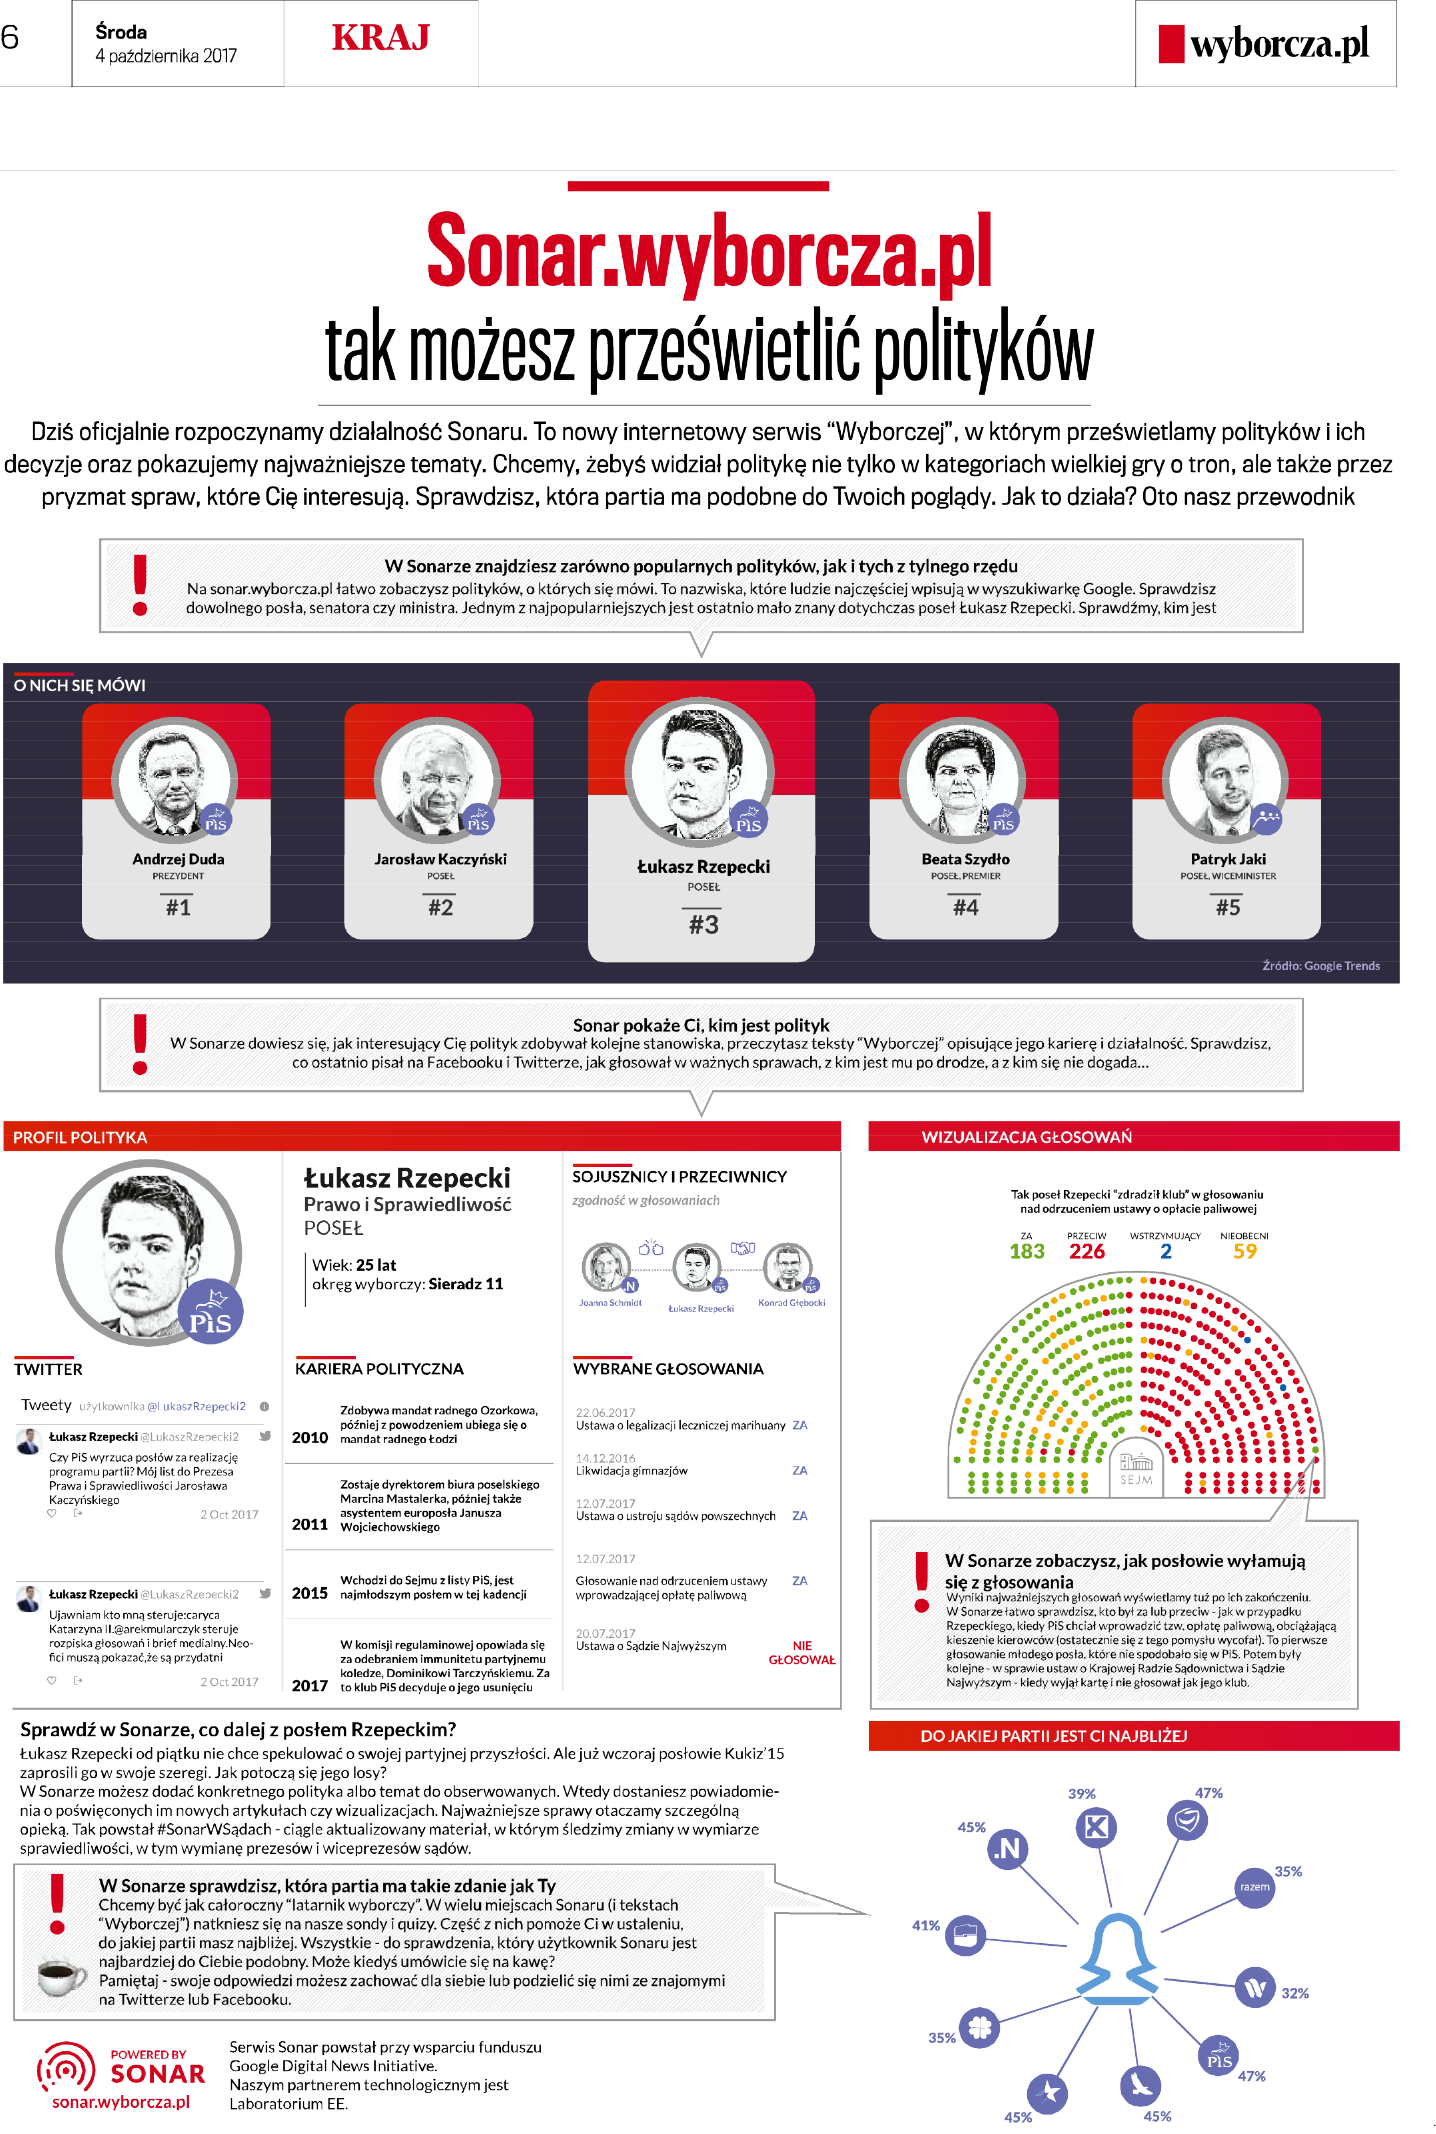 6
Środa
4 października 2017
KRAJ
wyborcza.pl
Sonar.wyborcza.pl
tak możesz prześwietlić polityków
Dziś oficjalnie rozpoczynamy działalność Sonaru. To nowy internetowy serwis “Wyborczej”, w którym prześwietlamy polityków i ich
decyzje oraz pokazujemy najważniejsze tematy. Chcemy, żebyś widział politykę nie tylko w kategoriach wielkiej gry o tron, ale także przez
pryzmat spraw, które Cię interesują. Sprawdzisz, która partia ma podobne do Twoich poglądy. Jak to działa? Oto nasz przewodnik
!
W Sonarze znajdziesz zarówno popularnych polityków, jak i tych z tylnego rzędu
Na sonar.wyborcza.pl łatwo zobaczysz polityków, o których się mówi. To nazwiska, które ludzie najczęściej wpisują w wyszukiwarkę Google. Sprawdzisz
dowolnego posła, senatora czy ministra. Jednym z najpopularniejszych jest ostatnio mało znany dotychczas poseł Łukasz Rzepecki. Sprawdźmy, kim jest
O NICH SIĘ MÓWI
PiS
Andrzej Duda
PREZYDENT
#1
PiS
Jarosław Kaczyński
POSEŁ
#2
PiS
Łukasz Rzepecki
POSEŁ
#3
PiS
Beata Szydło
POSEŁ, PREMIER
#4
Patryk Jaki
POSEŁ, WICEMINISTER
#5
Źródło: Google Trends
!
Sonar pokaże Ci, kim jest polityk
W Sonarze dowiesz się, jak interesujący Cię polityk zdobywał kolejne stanowiska, przeczytasz teksty “Wyborczej” opisujące jego karierę i działalność. Sprawdzisz,
co ostatnio pisał na Facebooku i Twitterze, jak głosował w ważnych sprawach, z kim jest mu po drodze, a z kim się nie dogada...
PROFIL POLITYKA
PiS
Łukasz Rzepecki
Prawo i Sprawiedliwość
POSEŁ
Wiek: 25 lat
okręg wyborczy: Sieradz 11
SOJUSZNICY I PRZECIWNICY
zgodność w głosowaniach
.N
PiS
PiS
Joanna Schmidt
Łukasz Rzepecki
Konrad Głębocki
TWITTER
Tweety użytkownika @LukaszRzepecki2
Łukasz Rzepecki @LukaszRzepecki2
Czy PiS wyrzuca posłów za realizację
programu partii? Mój list do Prezesa
Prawa i Sprawiedliwości Jarosława
Kaczyńskiego
2 Oct 2017
Łukasz Rzepecki @LukaszRzepecki2
Ujawniam kto mną steruje:caryca
Katarzyna II.@arekmularczyk steruje
rozpiska głosowań i brief medialny.Neo-
fici muszą pokazać,że są przydatni
2 Oct 2017
KARIERA POLITYCZNA
Zdobywa mandat radnego Ozorkowa,
później z powodzeniem ubiega się o
2010 mandat radnego Łodzi
Zostaje dyrektorem biura poselskiego
Marcina Mastalerka, później także
asystentem europosła Janusza
2011 Wojciechowskiego
Wchodzi do Sejmu z listy PiS, jest
2015 najmłodszym posłem w tej kadencji
W komisji regulaminowej opowiada się
za odebraniem immunitetu partyjnemu
koledze, Dominikowi Tarczyńskiemu. Za
2017 to klub PiS decyduje o jego usunięciu
WYBRANE GŁOSOWANIA
22.06.2017
Ustawa o legalizacji leczniczej marihuany ZA
14.12.2016
Likwidacja gimnazjów ZA
12.07.2017
Ustawa o ustroju sądów powszechnych ZA
12.07.2017
Głosowanie nad odrzuceniem ustawy ZA
wprowadzającej opłatę paliwową
20.07.2017
Ustawa o Sądzie Najwyższym NIE
GŁOSOWAŁ
WIZUALIZACJA GŁOSOWAŃ
Tak poseł Rzepecki “zdradził klub” w głosowaniu
nad odrzuceniem ustawy o opłacie paliwowej
ZA PRZECIW WSTRZYMUJĄCY NIEOBECNI
183 226 2 59
SEJM
!
W Sonarze zobaczysz, jak posłowie wyłamują
się z głosowania
Wyniki najważniejszych głosowań wyświetlamy tuż po ich zakończeniu.
W Sonarze łatwo sprawdzisz, kto był za lub przeciw - jak w przypadku
Rzepeckiego, kiedy PiS chciał wprowadzić tzw. opłatę paliwową, obciążającą
kieszenie kierowców (ostatecznie się z tego pomysłu wycofał). To pierwsze
głosowanie młodego posła, które nie spodobało się w PiS. Potem były
kolejne - w sprawie ustaw o Krajowej Radzie Sądownictwa i Sądzie
Najwyższym - kiedy wyjął kartę i nie głosował jak jego klub.
Sprawdź w Sonarze, co dalej z posłem Rzepeckim?
Łukasz Rzepecki od piątku nie chce spekulować o swojej partyjnej przyszłości. Ale już wczoraj posłowie Kukiz’15
zaprosili go w swoje szeregi. Jak potoczą się jego losy?
W Sonarze możesz dodać konkretnego polityka albo temat do obserwowanych. Wtedy dostaniesz powiadomie-
nia o poświęconych im nowych artykułach czy wizualizacjach. Najważniejsze sprawy otaczamy szczególną
opieką. Tak powstał #SonarWSądach - ciągle aktualizowany materiał, w którym śledzimy zmiany w wymiarze
sprawiedliwości, w tym wymianę prezesów i wiceprezesów sądów.
!
W Sonarze sprawdzisz, która partia ma takie zdanie jak Ty
Chcemy być jak całoroczny “latarnik wyborczy”. W wielu miejscach Sonaru (i tekstach
“Wyborczej”) natkniesz się na nasze sondy i quizy. Część z nich pomoże Ci w ustaleniu,
do jakiej partii masz najbliżej. Wszystkie - do sprawdzenia, który użytkownik Sonaru jest
najbardziej do Ciebie podobny. Może kiedyś umówicie się na kawę?
Pamiętaj - swoje odpowiedzi możesz zachować dla siebie lub podzielić się nimi ze znajomymi
na Twitterze lub Facebooku.
DO JAKIEJ PARTII JEST CI NAJBLIŻEJ
39%
47%
45%
.N
K
35%
razem
41%
32%
35%
PiS
47%
45%
45%
POWERED BY
SONAR
sonar.wyborcza.pl
Serwis Sonar powstał przy wsparciu funduszu
Google Digital News Initiative.
Naszym partnerem technologicznym jest
Laboratorium EE.